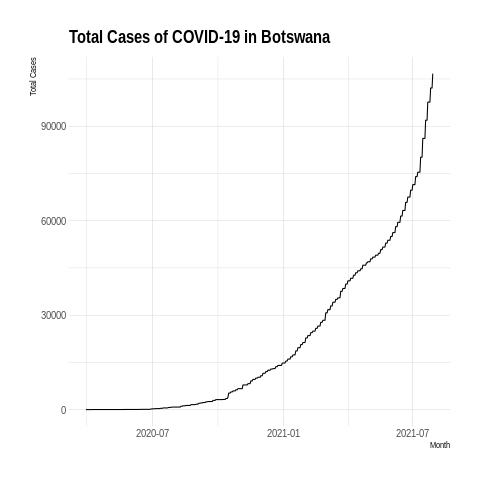 Total Cases of COVID-19 in Botswana
Total Cases
90000
60000
30000
0
2020-07
2021-01
2021-07
Month